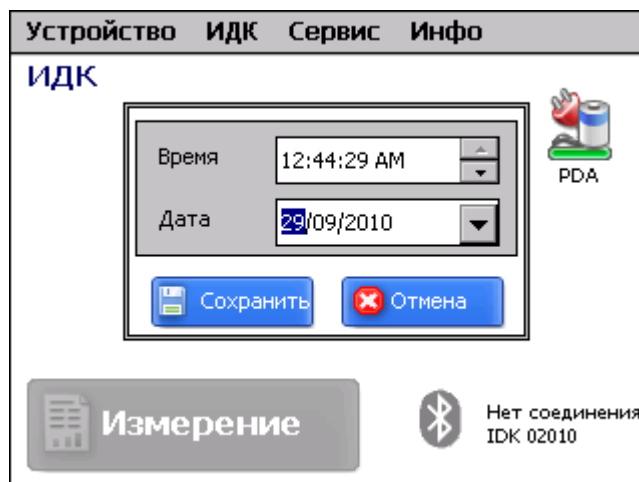 Устройство ИДК Сервис Инфо
ИДК
Время 12:44:29 AM
PDA
Дата 29/09/2010
Сохранить Отмена
Измерение
Нет соединения
IDK 02010